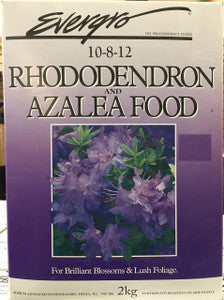 Evergro®
THE PROFESSIONAL'S CHOICE
10-8-12
RHODODENDRON
AND
AZALEA FOOD
For Brilliant Blossoms & Lush Foliage.
2kg